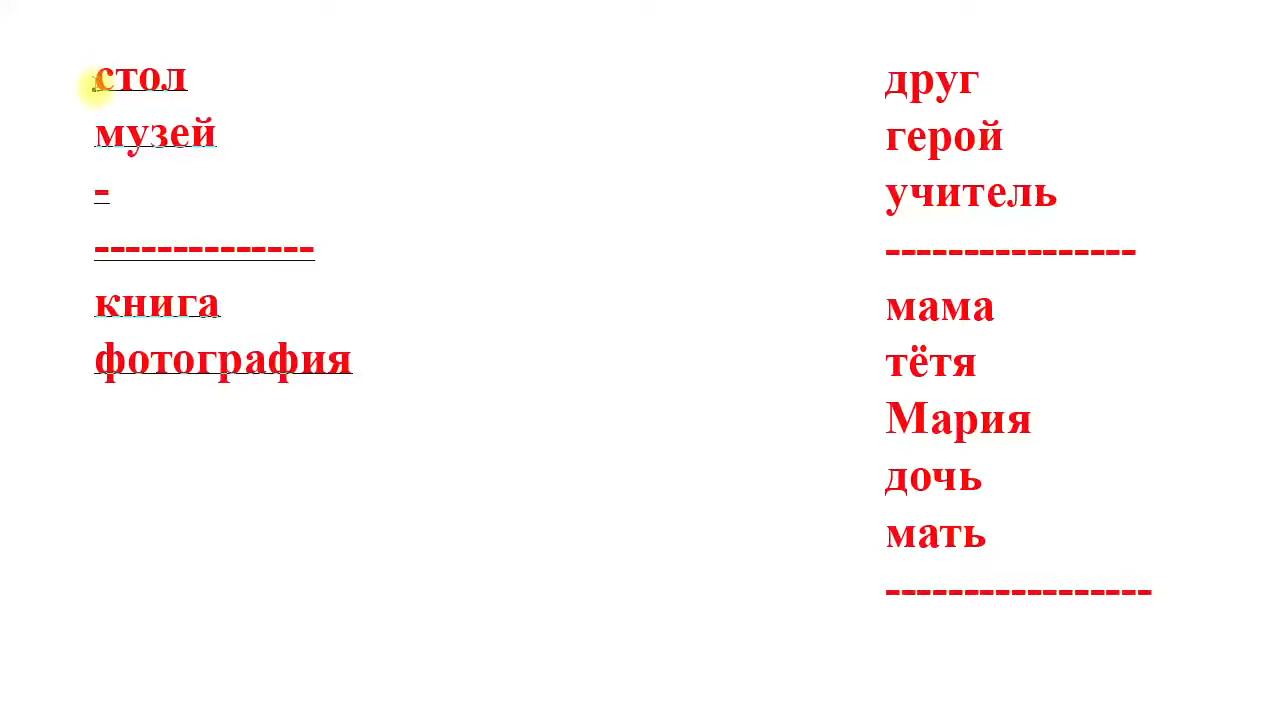 стол
музей
-
--------------
книга
фотография
друг
герой
учитель
----------------
мама
тётя
Мария
дочь
мать
-----------------